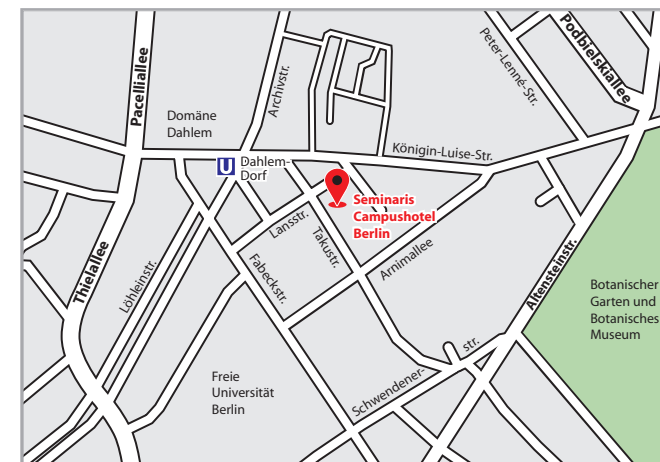 Pacelliallee
Archivstr.
Peter-Lenné-Str.
Podbielskiallee
Domäne
Dahlem
Königin-Luise-Str.
U
Dahlem-
Dorf
Seminaris
Campushotel
Berlin
Lansstr.
Takustr.
Arnimallee
Fabeckstr.
Löhleinstr.
Thielallee
Altensteinstr.
Botanischer
Garten und
Botanisches
Museum
Freie
Universität
Berlin
Schwendener-
str.